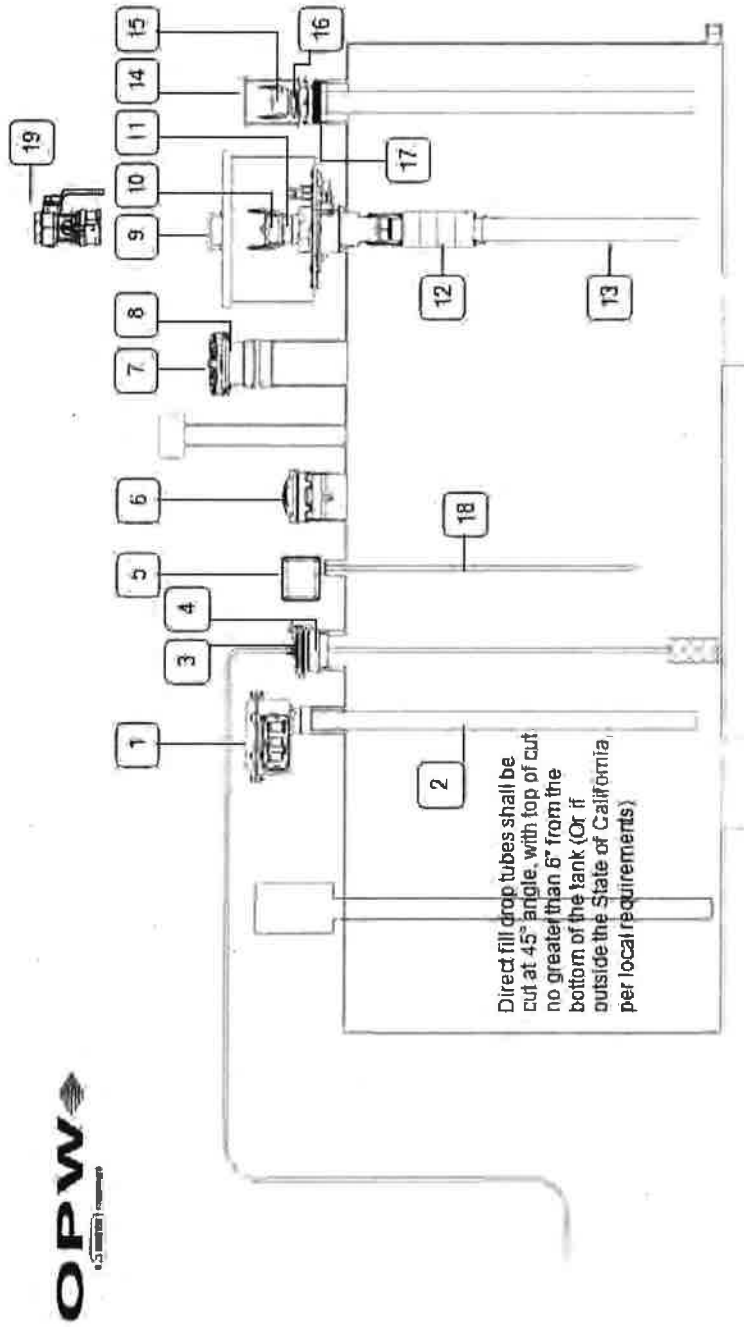 OPW
19
1
3
4
5
6
7
8
9
10
11
14
15
16
17
12
13
18
2
Direct fill drop tubes shall be
cut at 45° angle, with top of cut
no greater than 6" from the
bottom of the tank (Or if
outside the State of California,
per local requirements)